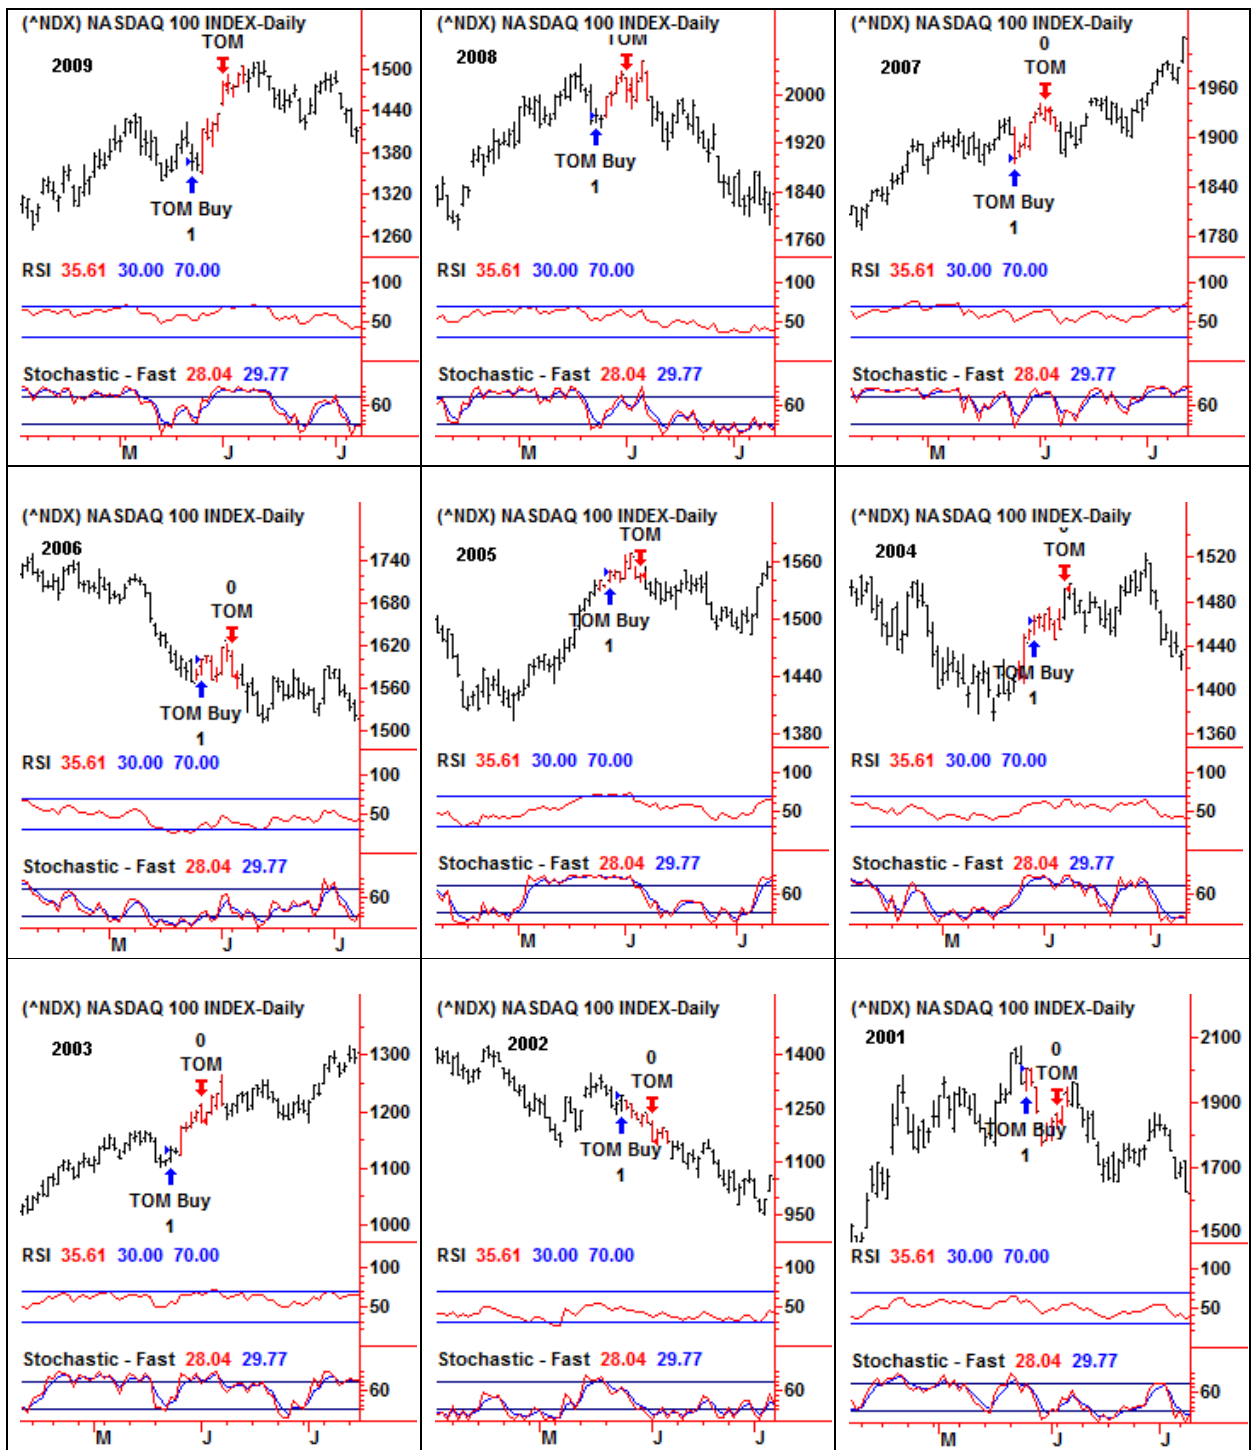 (^NDX) NASDAQ 100 INDEX-Daily
TOM
2009
1500
1440
1380
1320
1260
TOM Buy
1
RSI 35.61 30.00 70.00
100
50
Stochastic - Fast 28.04 29.77
60
M J J
(^NDX) NASDAQ 100 INDEX-Daily
TOM
2008
2000
1920
1840
1760
TOM Buy
1
RSI 35.61 30.00 70.00
100
50
Stochastic - Fast 28.04 29.77
60
M J J
(^NDX) NASDAQ 100 INDEX-Daily
0
TOM
2007
1960
1900
1840
1780
TOM Buy
1
RSI 35.61 30.00 70.00
100
50
Stochastic - Fast 28.04 29.77
60
M J J
(^NDX) NASDAQ 100 INDEX-Daily
2006
0
TOM
1740
1680
1620
1560
1500
TOM Buy
1
RSI 35.61 30.00 70.00
100
50
Stochastic - Fast 28.04 29.77
60
M J J
(^NDX) NASDAQ 100 INDEX-Daily
TOM
2005
1560
1500
1440
1380
TOM Buy
1
RSI 35.61 30.00 70.00
100
50
Stochastic - Fast 28.04 29.77
60
M J J
(^NDX) NASDAQ 100 INDEX-Daily
TOM
2004
1520
1480
1440
1400
1360
TOM Buy
1
RSI 35.61 30.00 70.00
100
50
Stochastic - Fast 28.04 29.77
60
M J J
(^NDX) NASDAQ 100 INDEX-Daily
2003
0
TOM
1300
1200
1100
1000
TOM Buy
1
RSI 35.61 30.00 70.00
100
50
Stochastic - Fast 28.04 29.77
60
M J J
(^NDX) NASDAQ 100 INDEX-Daily
2002
0
TOM
1400
1250
1100
950
TOM Buy
1
RSI 35.61 30.00 70.00
100
50
Stochastic - Fast 28.04 29.77
60
M J J
(^NDX) NASDAQ 100 INDEX-Daily
2001
0
TOM
2100
1900
1700
1500
TOM Buy
1
RSI 35.61 30.00 70.00
100
50
Stochastic - Fast 28.04 29.77
60
M J J